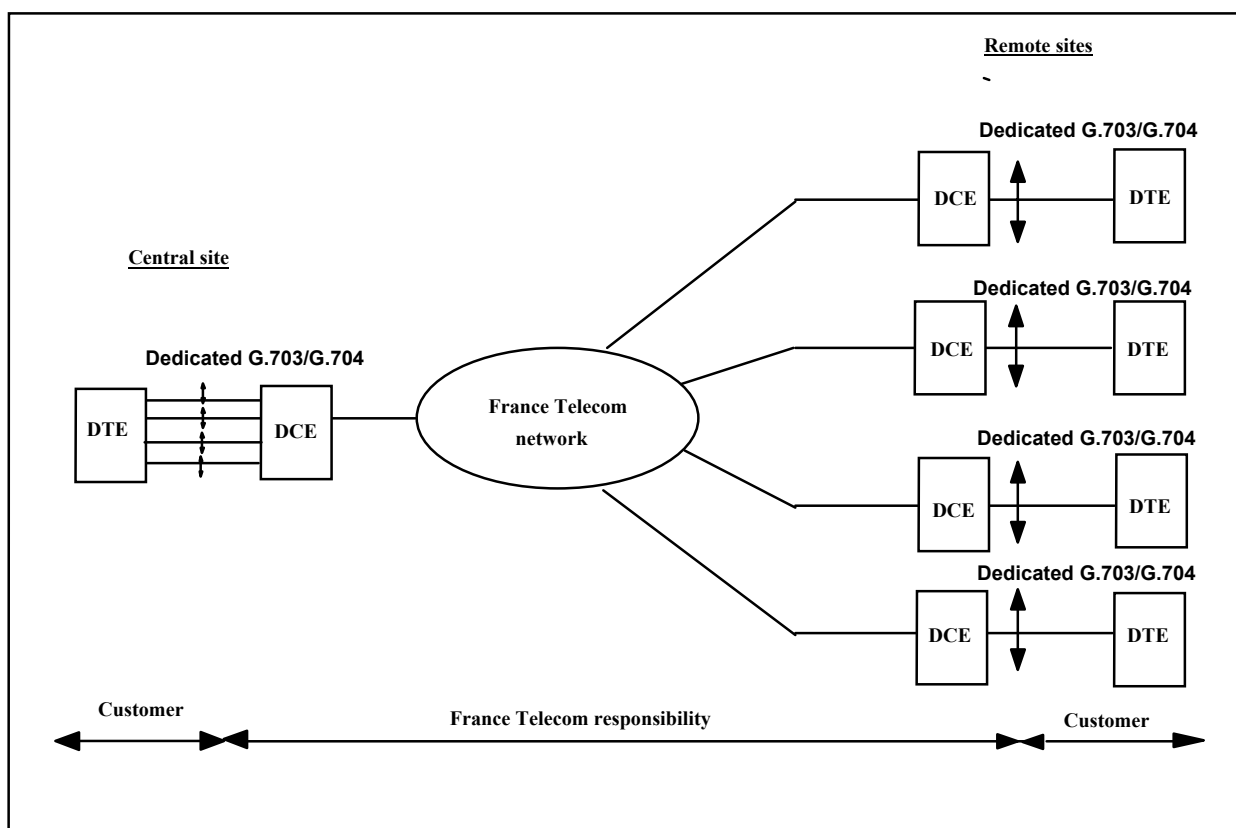 Remote sites
Dedicated G.703/G.704
DCE
DTE
Central site
Dedicated G.703/G.704
DCE
DTE
Dedicated G.703/G.704
DTE
DCE
France Telecom
network
Dedicated G.703/G.704
DCE
DTE
Dedicated G.703/G.704
DCE
DTE
Customer
France Telecom responsibility
Customer